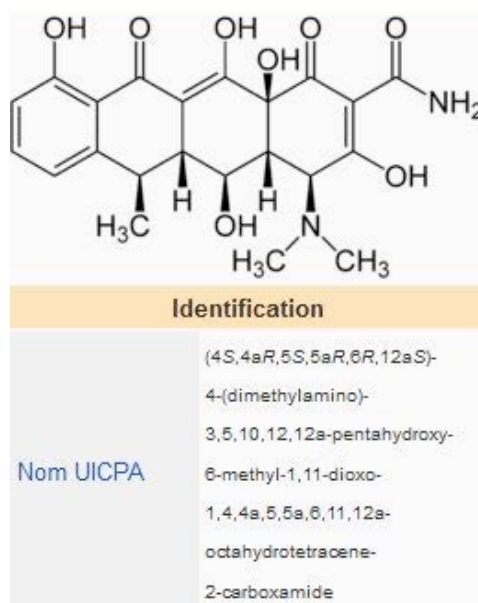 OH O OH O O
OH
NH2
H H OH
H3C OH N
H3C CH3
Identification
Nom UICPA
(4S,4aR,5S,5aR,6R,12aS)-
4-(dimethylamino)-
3,5,10,12,12a-pentahydroxy-
6-methyl-1,11-dioxo-
1,4,4a,5,5a,6,11,12a-
octahydrotetracene-
2-carboxamide